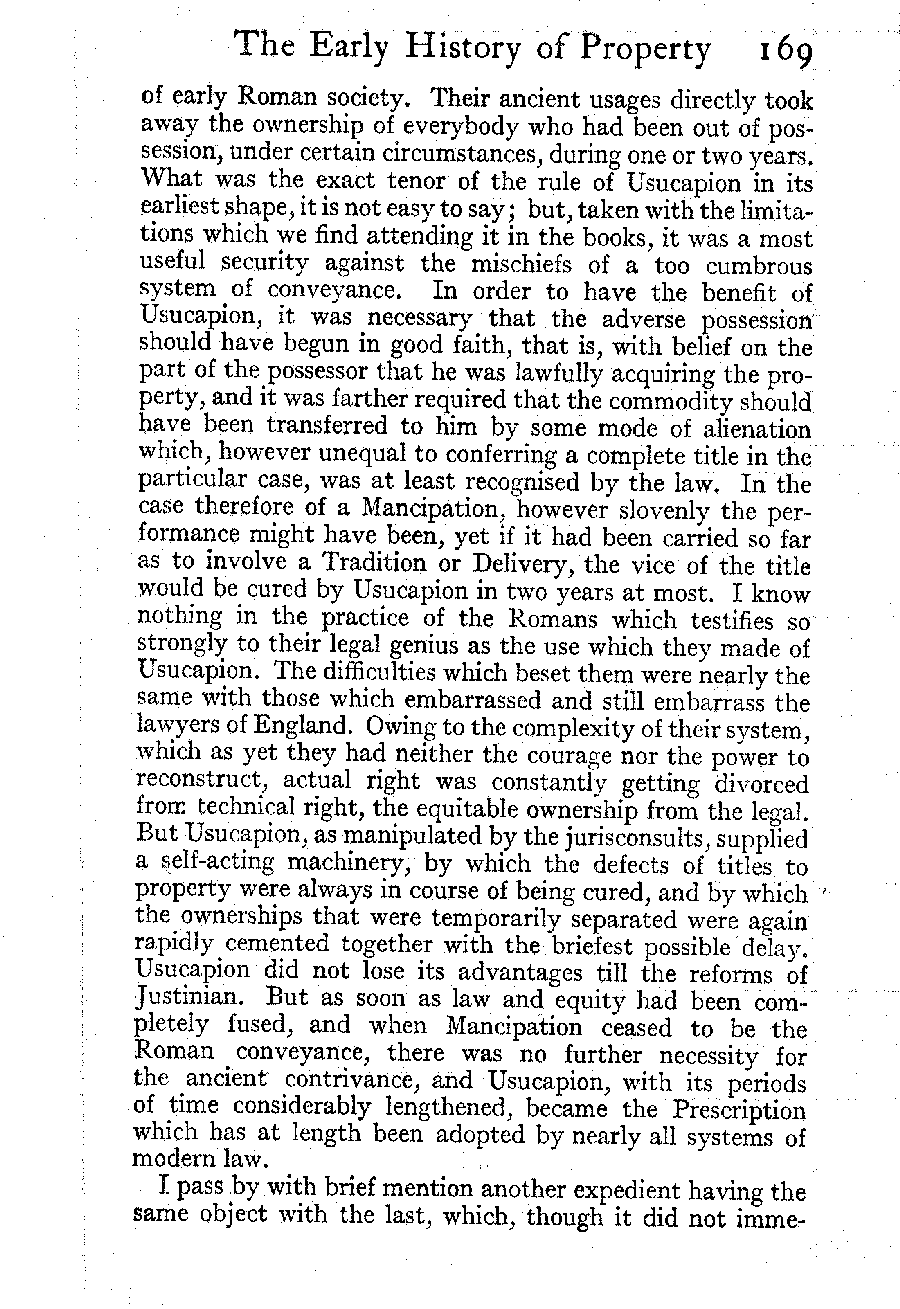 The Early History of Property 169
of early Roman society. Their ancient usages directly took
away the ownership of everybody who had been out of pos-
session, under certain circumstances, during one or two years.
What was the exact tenor of the rule of Usucapion in its
earliest shape, it is not easy to say; but, taken with the limita-
tions which we find attending it in the books, it was a most
useful security against the mischiefs of a too cumbrous
system of conveyance. In order to have the benefit of
Usucapion, it was necessary that the adverse possession
should have begun in good faith, that is, with belief on the
part of the possessor that he was lawfully acquiring the pro-
perty, and it was farther required that the commodity should
have been transferred to him by some mode of alienation
which, however unequal to conferring a complete title in the
particular case, was at least recognised by the law. In the
case therefore of a Mancipation, however slovenly the per-
formance might have been, yet if it had been carried so far
as to involve a Tradition or Delivery, the vice of the title
would be cured by Usucapion in two years at most. I know
nothing in the practice of the Romans which testifies so
strongly to their legal genius as the use which they made of
Usucapion. The difficulties which beset them were nearly the
same with those which embarrassed and still embarrass the
lawyers of England. Owing to the complexity of their system,
which as yet they had neither the courage nor the power to
reconstruct, actual right was constantly getting divorced
from technical right, the equitable ownership from the legal.
But Usucapion, as manipulated by the jurisconsults, supplied
a self-acting machinery, by which the defects of titles to
property were always in course of being cured, and by which
the ownerships that were temporarily separated were again
rapidly cemented together with the briefest possible delay.
Usucapion did not lose its advantages till the reforms of
Justinian. But as soon as law and equity had been com-
pletely fused, and when Mancipation ceased to be the
Roman conveyance, there was no further necessity for
the ancient contrivance, and Usucapion, with its periods
of time considerably lengthened, became the Prescription
which has at length been adopted by nearly all systems of
modern law.
I pass by with brief mention another expedient having the
same object with the last, which, though it did not imme-